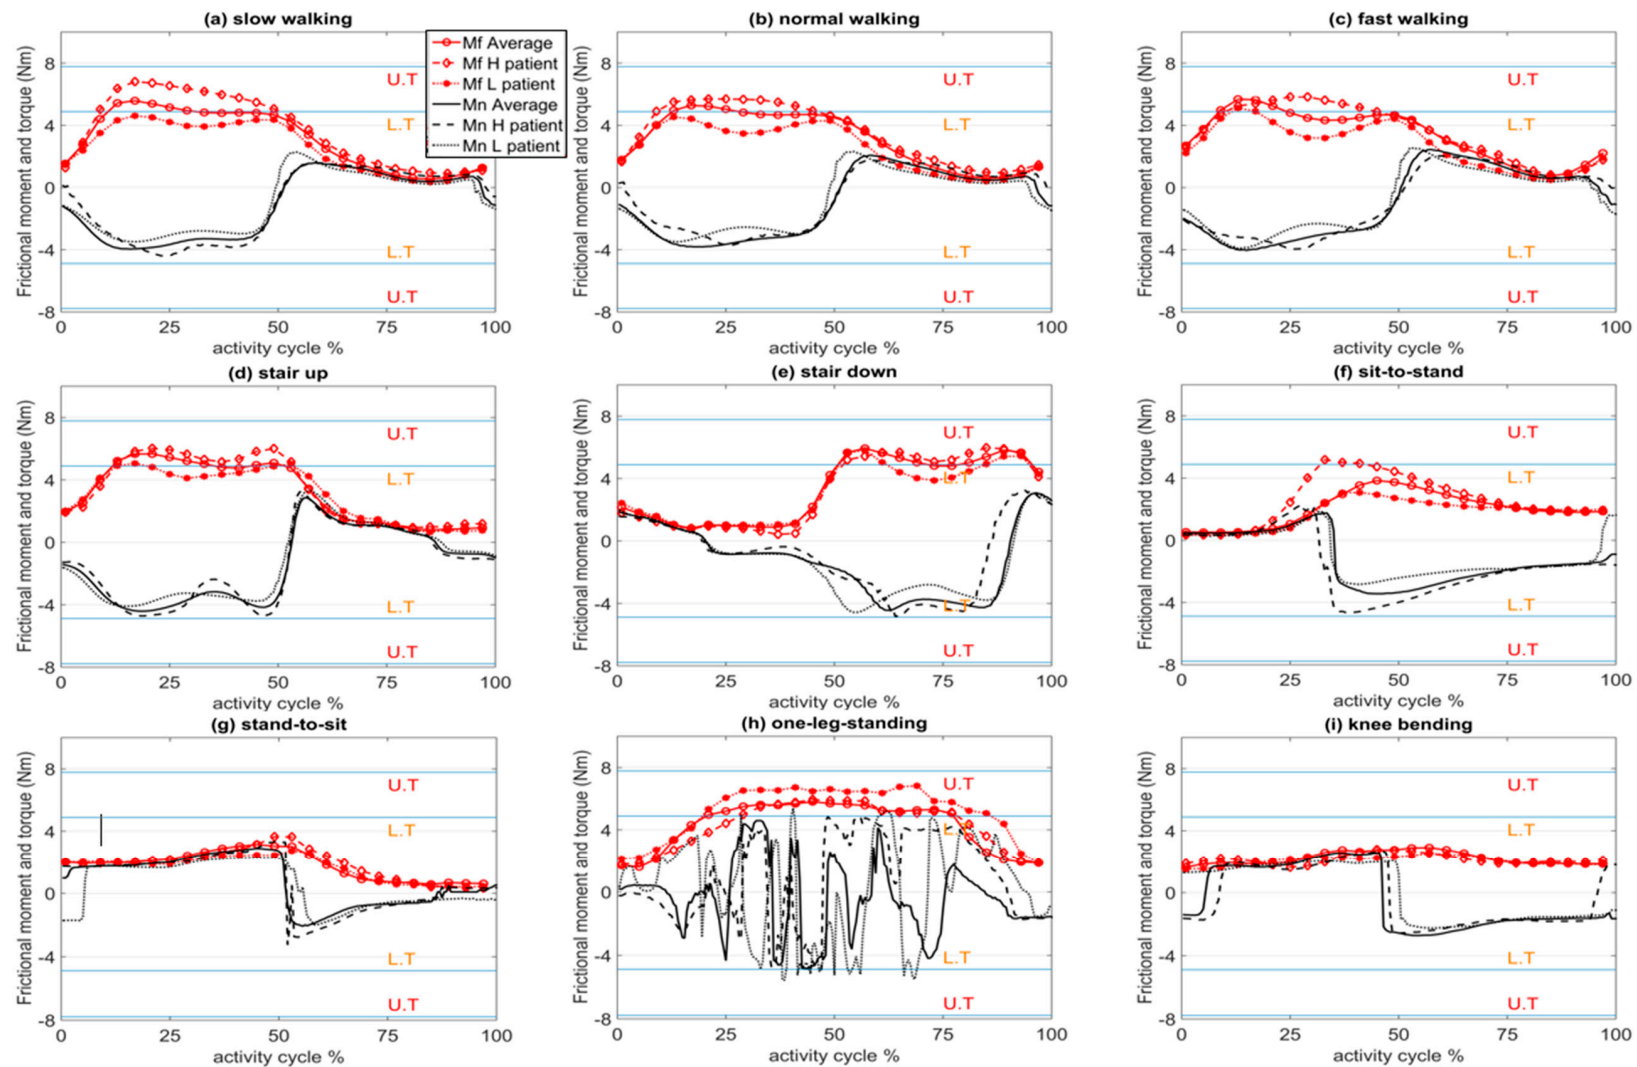 (a) slow walking
Frictional moment and torque (Nm)
8
4
0
-4
-8
U.T
L.T
L.T
U.T
0 25 50 75 100
activity cycle %
Mf Average
Mf H patient
Mf L patient
Mn Average
Mn H patient
Mn L patient
(b) normal walking
Frictional moment and torque (Nm)
8
4
0
-4
-8
U.T
L.T
L.T
U.T
0 25 50 75 100
activity cycle %
(c) fast walking
Frictional moment and torque (Nm)
8
4
0
-4
-8
U.T
L.T
L.T
U.T
0 25 50 75 100
activity cycle %
(d) stair up
Frictional moment and torque (Nm)
8
4
0
-4
-8
U.T
L.T
L.T
U.T
0 25 50 75 100
activity cycle %
(e) stair down
Frictional moment and torque (Nm)
8
4
0
-4
-8
U.T
L.T
L.T
U.T
0 25 50 75 100
activity cycle %
(f) sit-to-stand
Frictional moment and torque (Nm)
8
4
0
-4
-8
U.T
L.T
L.T
U.T
0 25 50 75 100
activity cycle %
(g) stand-to-sit
Frictional moment and torque (Nm)
8
4
0
-4
-8
U.T
L.T
L.T
U.T
0 25 50 75 100
activity cycle %
(h) one-leg-standing
Frictional moment and torque (Nm)
8
4
0
-4
-8
U.T
L.T
L.T
U.T
0 25 50 75 100
activity cycle %
(i) knee bending
Frictional moment and torque (Nm)
8
4
0
-4
-8
U.T
L.T
L.T
U.T
0 25 50 75 100
activity cycle %